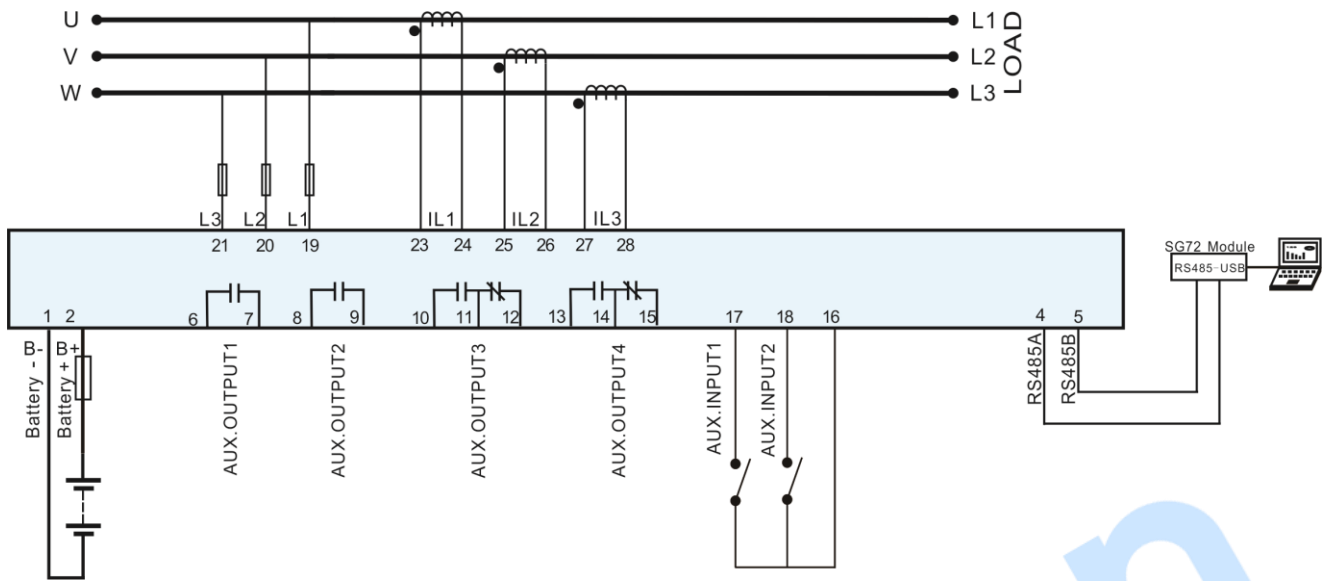 U
L1
V
L2
W
L3
LOAD
L3 L2 L1 IL1 IL2 IL3
21 20 19 23 24 25 26 27 28
SG72 Module
RS485-USB
1 2 6 7 8 9 10 11 12 13 14 15 17 18 16 4 5
Battery - B-
Battery + B+
AUX.OUTPUT1
AUX.OUTPUT2
AUX.OUTPUT3
AUX.OUTPUT4
AUX.INPUT1
AUX.INPUT2
RS485A
RS485B